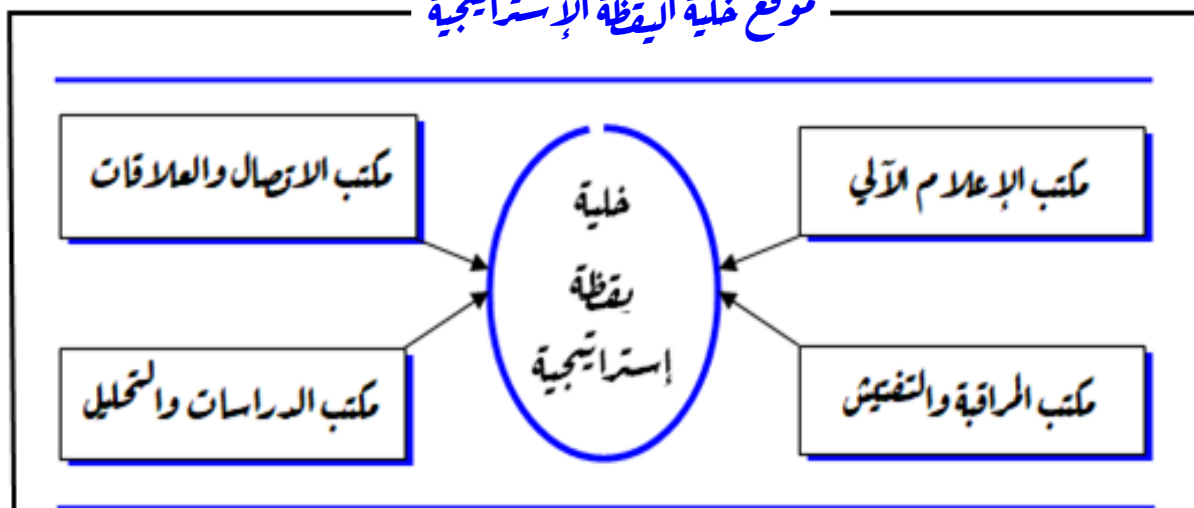 موقع خلية اليقظة الإستراتيجية
مكتب الإعلام الآلي
مكتب الاتصال والعلاقات
خلية
يقظة
إستراتيجية
مكتب المراقبة والتفتيش
مكتب الدراسات والتحليل